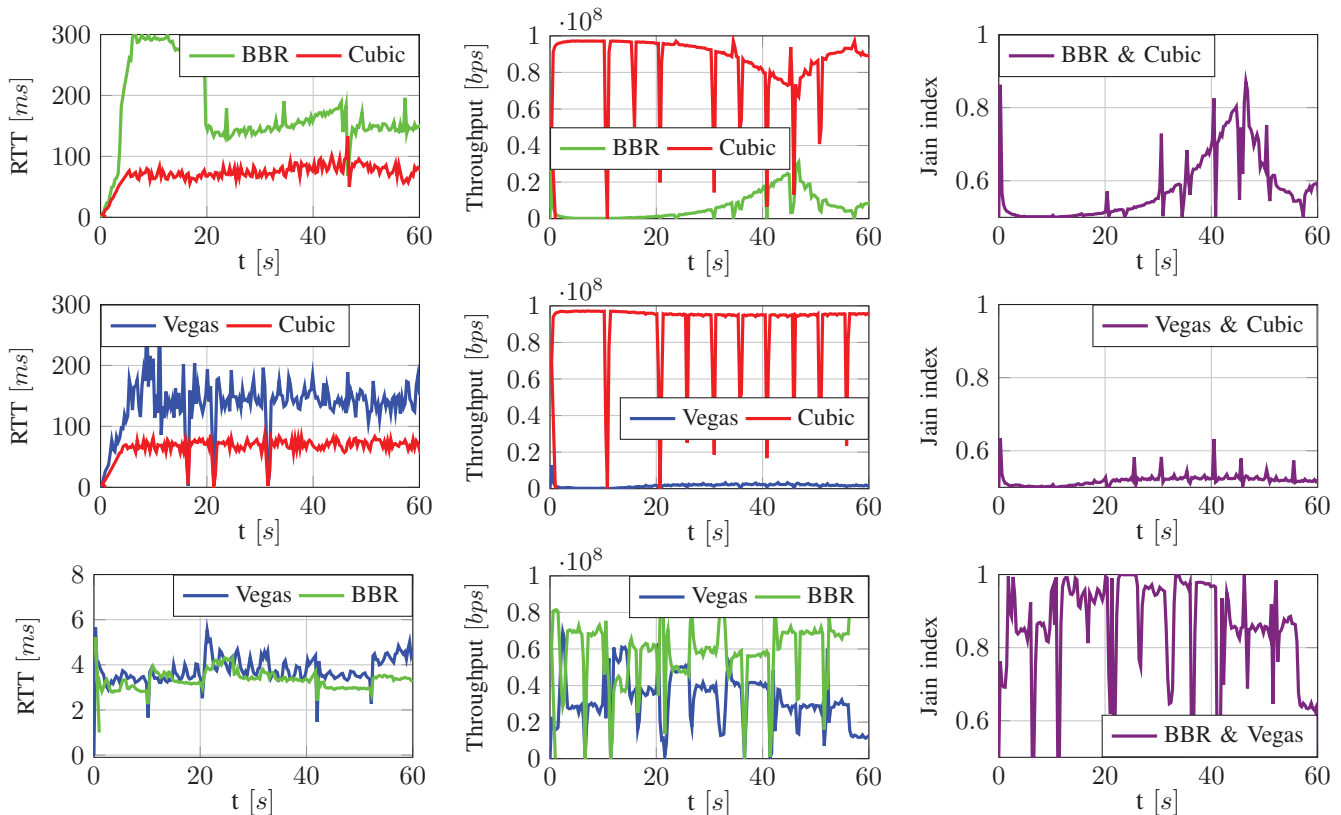 300
200
100
0
RTT [ms]
BBR Cubic
0 20 40 60
t [s]
·10^8
1
0.8
0.6
0.4
0.2
0
Throughput [bps]
BBR Cubic
0 20 40 60
t [s]
1
0.8
0.6
Jain index
BBR & Cubic
0 20 40 60
t [s]
300
200
100
0
RTT [ms]
Vegas Cubic
0 20 40 60
t [s]
·10^8
1
0.8
0.6
0.4
0.2
0
Throughput [bps]
Vegas Cubic
0 20 40 60
t [s]
1
0.8
0.6
Jain index
Vegas & Cubic
0 20 40 60
t [s]
8
6
4
2
0
RTT [ms]
Vegas BBR
0 20 40 60
t [s]
·10^8
1
0.8
0.6
0.4
0.2
0
Throughput [bps]
Vegas BBR
0 20 40 60
t [s]
1
0.8
0.6
Jain index
BBR & Vegas
0 20 40 60
t [s]